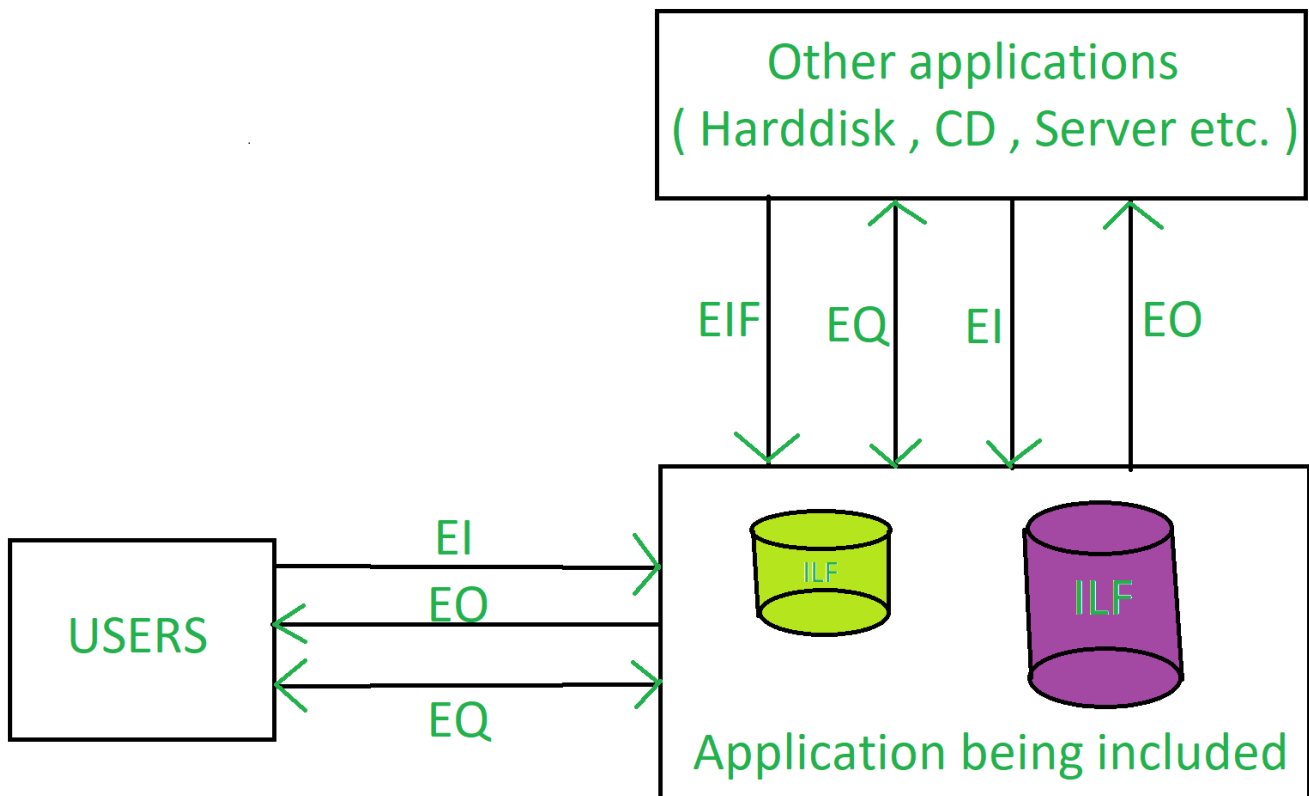 Other applications
( Harddisk , CD , Server etc. )
EIF
EQ
EI
EO
EI
EO
EQ
USERS
ILF
ILF
Application being included